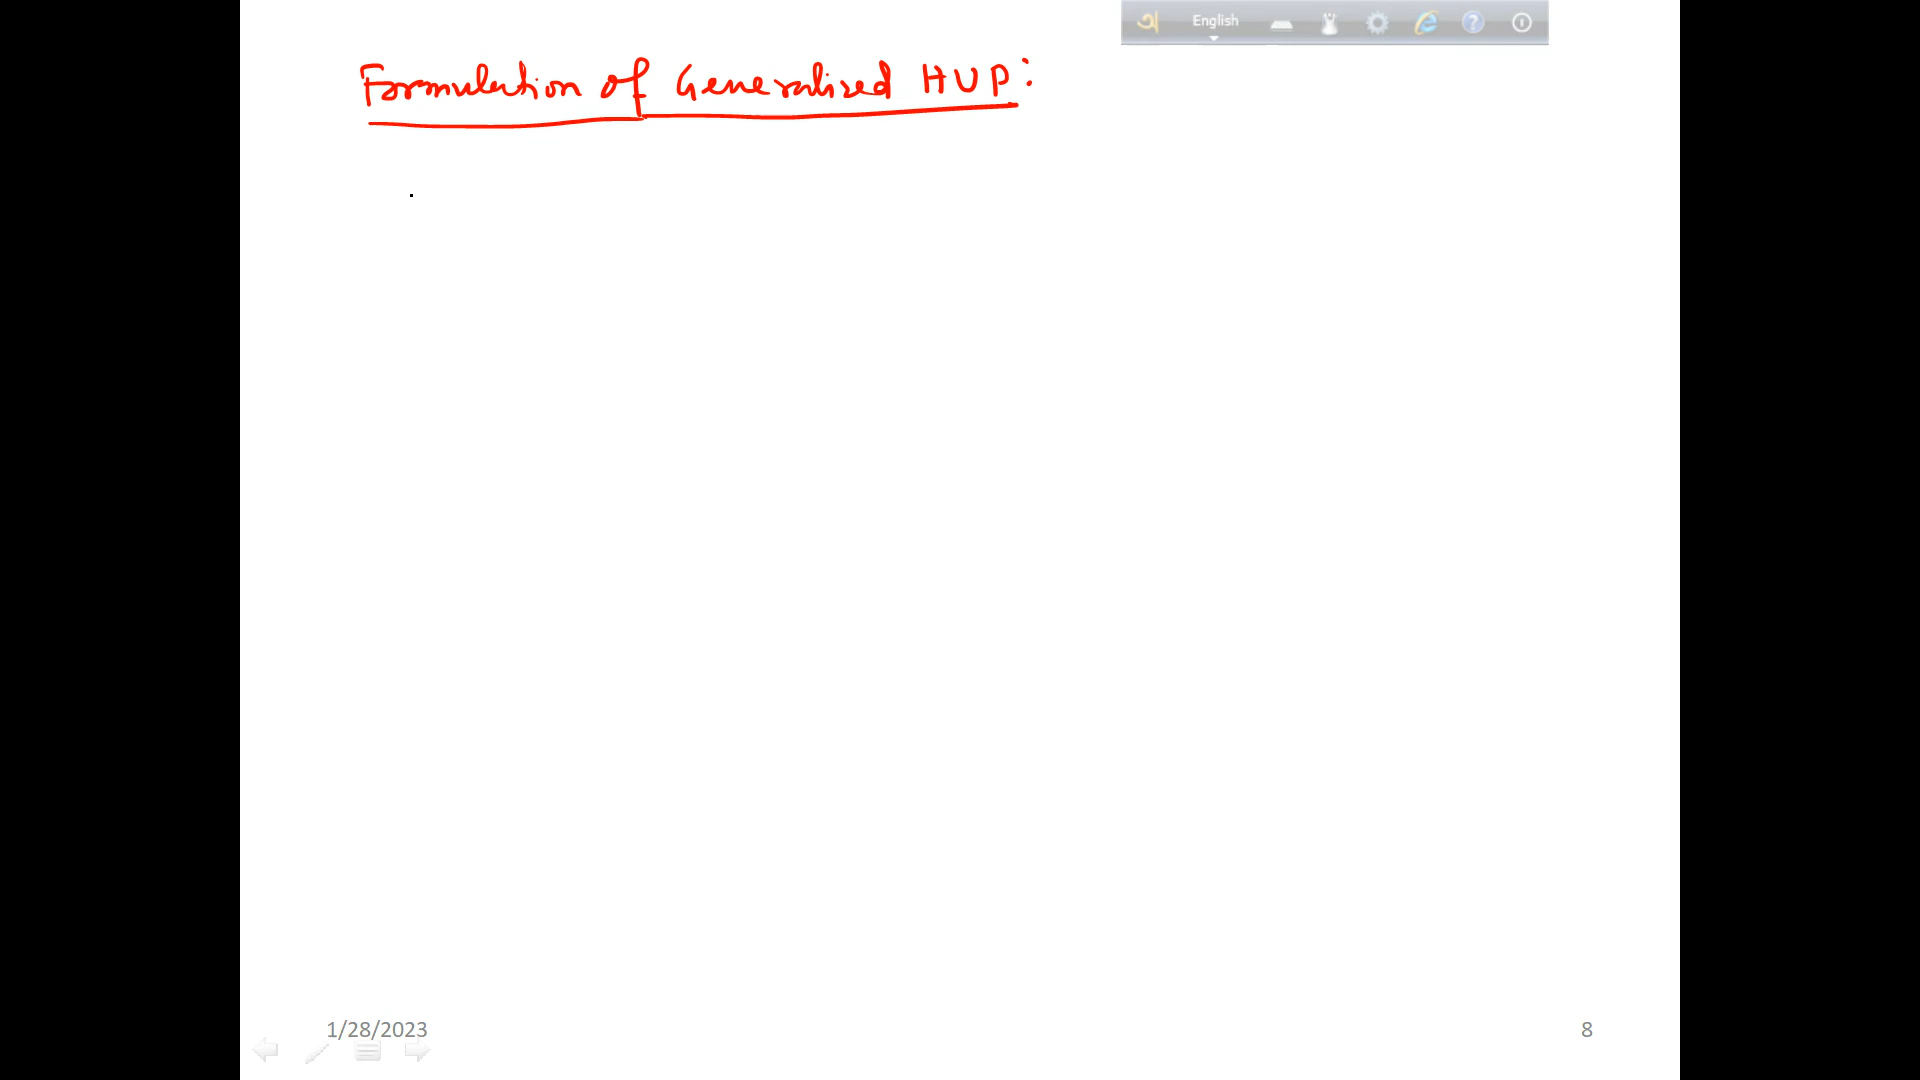 অ English
Formulation of Generalized HUP:
1/28/2023 8